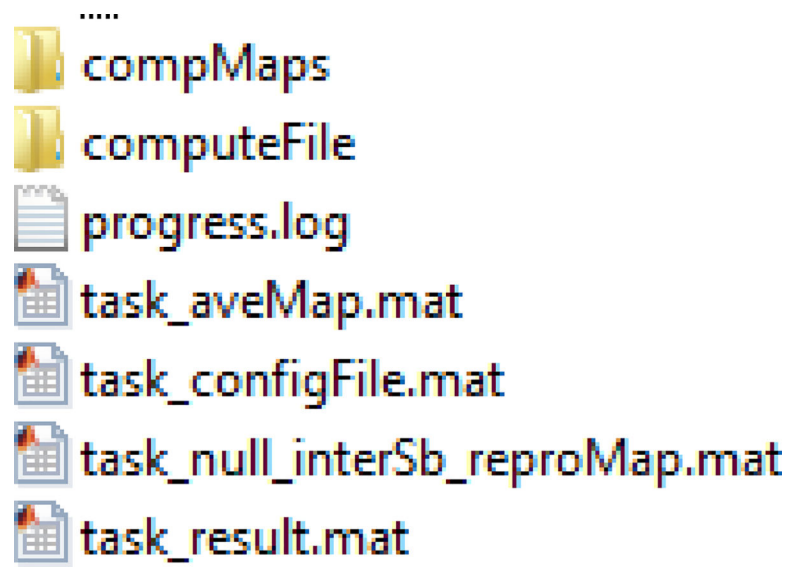 .....
compMaps
computeFile
progress.log
task_aveMap.mat
task_configFile.mat
task_null_interSb_reproMap.mat
task_result.mat